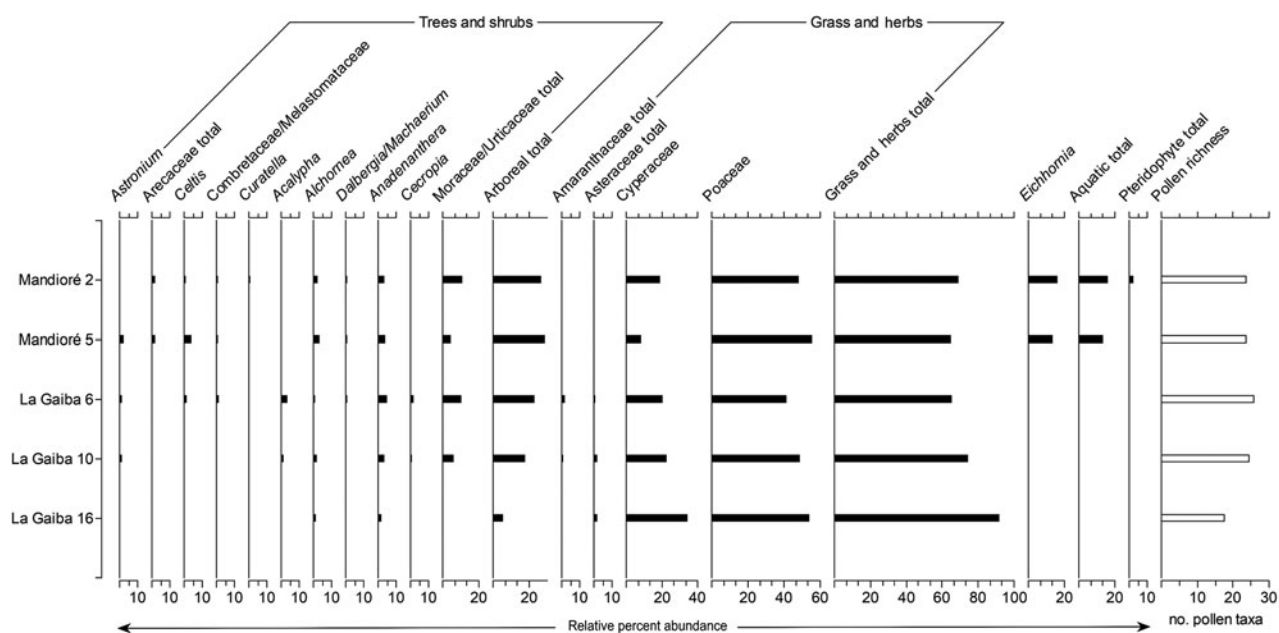 Trees and shrubs
Grass and herbs
Astronium
Arecaceae total
Celtis
Combretaceae/Melastomataceae
Curatella
Acalypha
Alchornea
Dalbergia/Machaerium
Anadenanthera
Cecropia
Moraceae/Urticaceae total
Arboreal total
Amaranthaceae total
Asteraceae total
Cyperaceae
Poaceae
Grass and herbs total
Eichhornia
Aquatic total
Pteridophyte total
Pollen richness
Mandioré 2
Mandioré 5
La Gaiba 6
La Gaiba 10
La Gaiba 16
10 10 10 10 10 10 10 10 10 10 20 20 10 10 20 40 20 40 60 20 40 60 80 100 20 20 10 10 20 30
Relative percent abundance
no. pollen taxa